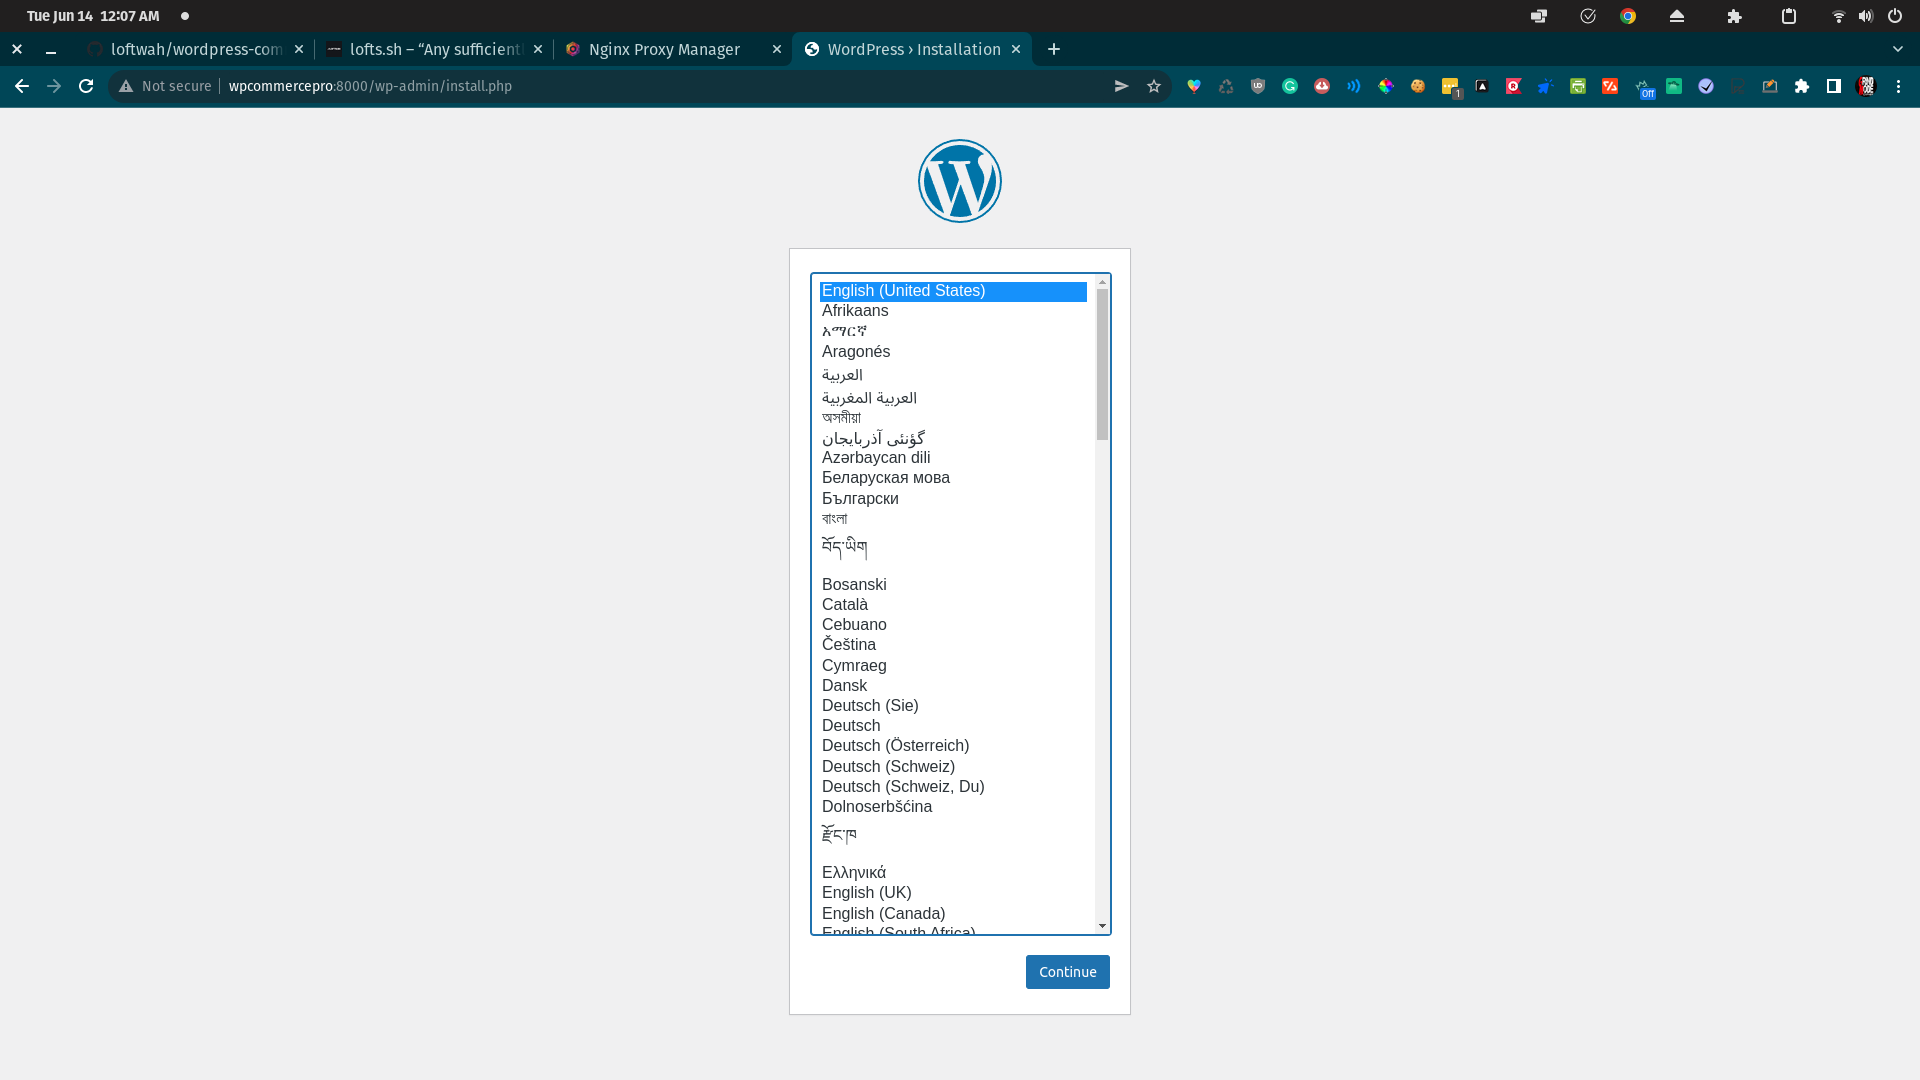 Tue Jun 14 12:07 AM
loftwah/wordpress-com
lofts.sh – “Any sufficientl
Nginx Proxy Manager
WordPress › Installation
Not secure
wpcommercepro:8000/wp-admin/install.php
1
Off
English (United States)
Afrikaans
አማርኛ
Aragonés
العربية
العربية المغربية
অসমীয়া
گؤنئی آذربایجان
Azərbaycan dili
Беларуская мова
Български
বাংলা
བོད་ཡིག
Bosanski
Català
Cebuano
Čeština
Cymraeg
Dansk
Deutsch (Sie)
Deutsch
Deutsch (Österreich)
Deutsch (Schweiz)
Deutsch (Schweiz, Du)
Dolnoserbšćina
རྫོང་ཁ
Ελληνικά
English (UK)
English (Canada)
English (South Africa)
Continue